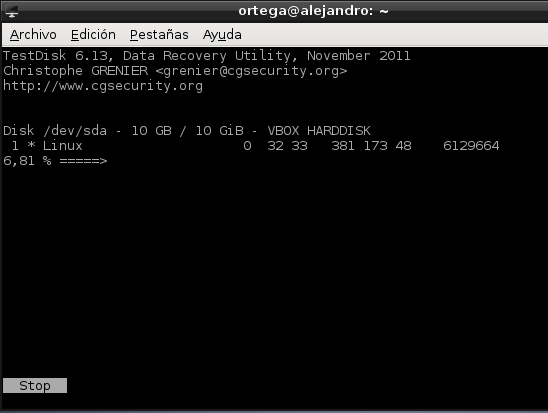 ortega@alejandro: ~
Archivo Edición Pestañas Ayuda
TestDisk 6.13, Data Recovery Utility, November 2011
Christophe GRENIER <grenier@cgsecurity.org>
http://www.cgsecurity.org
Disk /dev/sda - 10 GB / 10 GiB - VBOX HARDDISK
1 * Linux 0 32 33 381 173 48 6129664
6,81 % =====>
Stop